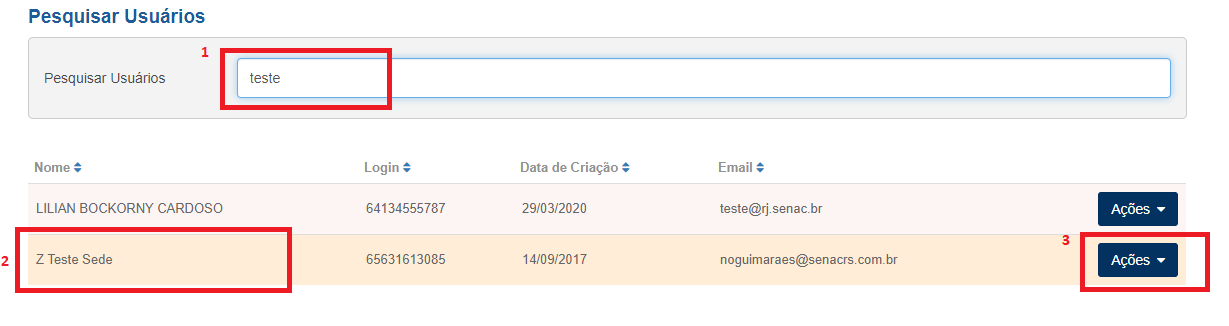 Pesquisar Usuários
1
Pesquisar Usuários teste
Nome Login Data de Criação Email
LILIAN BOCKORNY CARDOSO 64134555787 29/03/2020 teste@rj.senac.br Ações
3
2 Z Teste Sede 65631613085 14/09/2017 noguimaraes@senacrs.com.br Ações